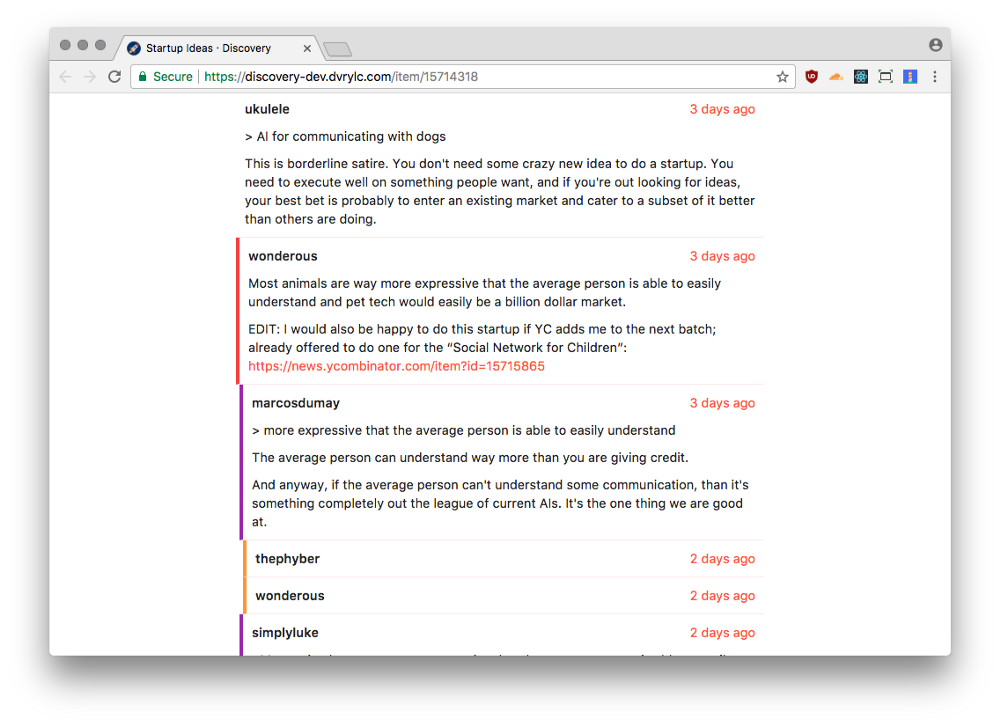 Startup Ideas · Discovery
Secure
https://discovery-dev.dvrylc.com/item/15714318
ukulele 3 days ago
> AI for communicating with dogs
This is borderline satire. You don't need some crazy new idea to do a startup. You
need to execute well on something people want, and if you're out looking for ideas,
your best bet is probably to enter an existing market and cater to a subset of it better
than others are doing.
wonderous 3 days ago
Most animals are way more expressive that the average person is able to easily
understand and pet tech would easily be a billion dollar market.
EDIT: I would also be happy to do this startup if YC adds me to the next batch;
already offered to do one for the “Social Network for Children”:
https://news.ycombinator.com/item?id=15715865
marcosdumay 3 days ago
> more expressive that the average person is able to easily understand
The average person can understand way more than you are giving credit.
And anyway, if the average person can't understand some communication, than it's
something completely out the league of current AIs. It's the one thing we are good
at.
thephyber 2 days ago
wonderous 2 days ago
simplyluke 2 days ago